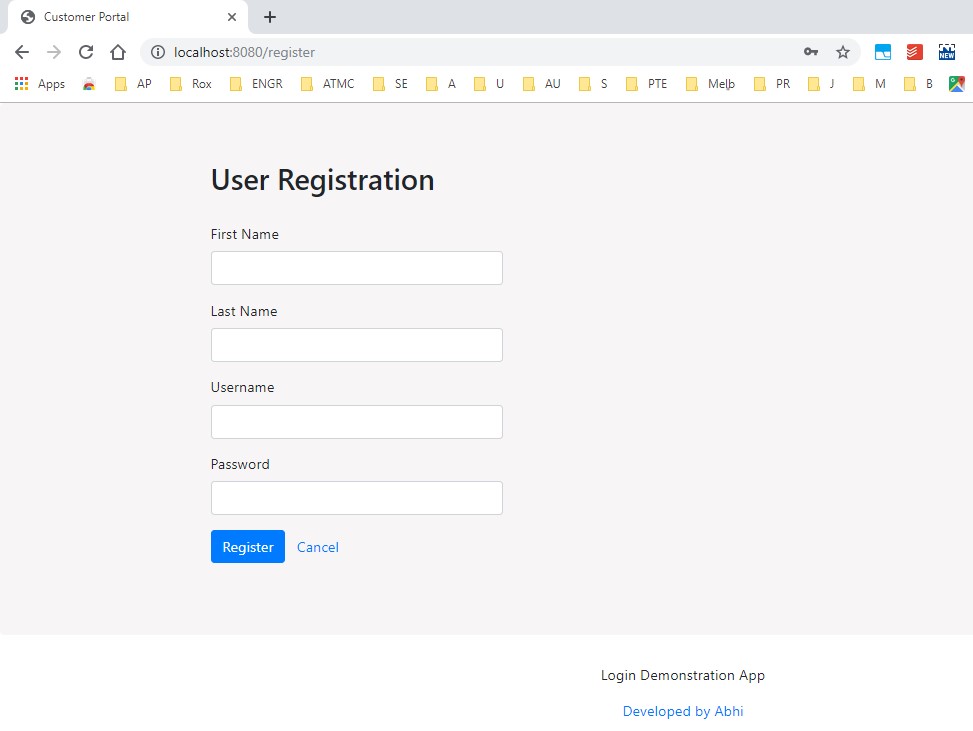 Customer Portal
localhost:8080/register
Apps AP Rox ENGR ATMC SE A U AU S PTE Melb PR J M B
NEW
User Registration
First Name
Last Name
Username
Password
Register Cancel
Login Demonstration App
Developed by Abhi